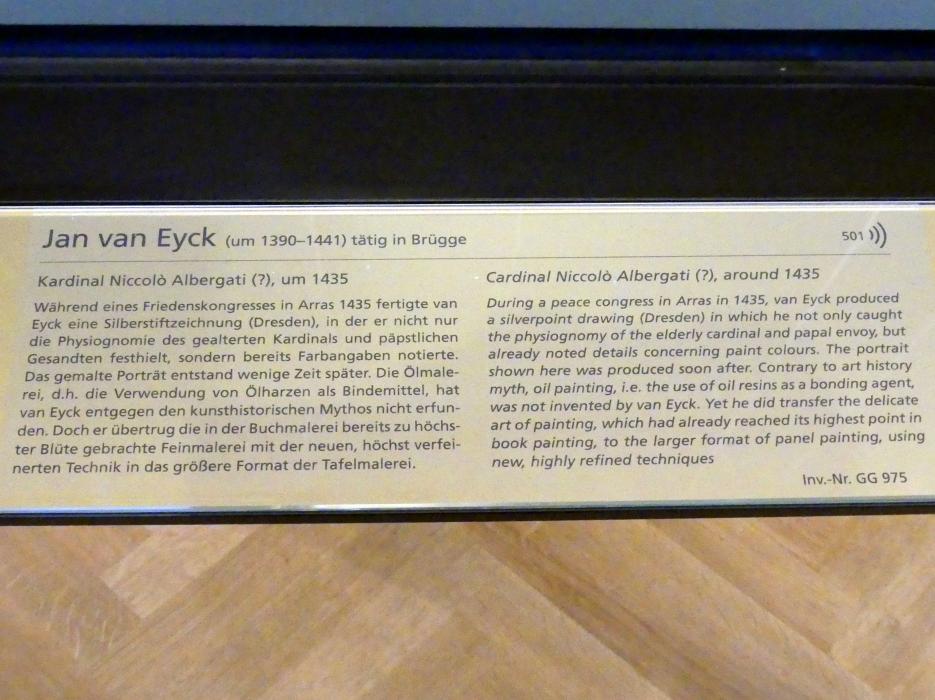 Jan van Eyck (um 1390–1441) tätig in Brügge
501
Kardinal Niccolò Albergati (?), um 1435
Während eines Friedenskongresses in Arras 1435 fertigte van
Eyck eine Silberstiftzeichnung (Dresden), in der er nicht nur
die Physiognomie des gealterten Kardinals und päpstlichen
Gesandten festhielt, sondern bereits Farbangaben notierte.
Das gemalte Porträt entstand wenige Zeit später. Die Ölmale-
rei, d.h. die Verwendung von Ölharzen als Bindemittel, hat
van Eyck entgegen den kunsthistorischen Mythos nicht erfun-
den. Doch er übertrug die in der Buchmalerei bereits zu höchs-
ter Blüte gebrachte Feinmalerei mit der neuen, höchst verfei-
nerten Technik in das größere Format der Tafelmalerei.
Cardinal Niccolò Albergati (?), around 1435
During a peace congress in Arras in 1435, van Eyck produced
a silverpoint drawing (Dresden) in which he not only caught
the physiognomy of the elderly cardinal and papal envoy, but
already noted details concerning paint colours. The portrait
shown here was produced soon after. Contrary to art history
myth, oil painting, i.e. the use of oil resins as a bonding agent,
was not invented by van Eyck. Yet he did transfer the delicate
art of painting, which had already reached its highest point in
book painting, to the larger format of panel painting, using
new, highly refined techniques
Inv.-Nr. GG 975